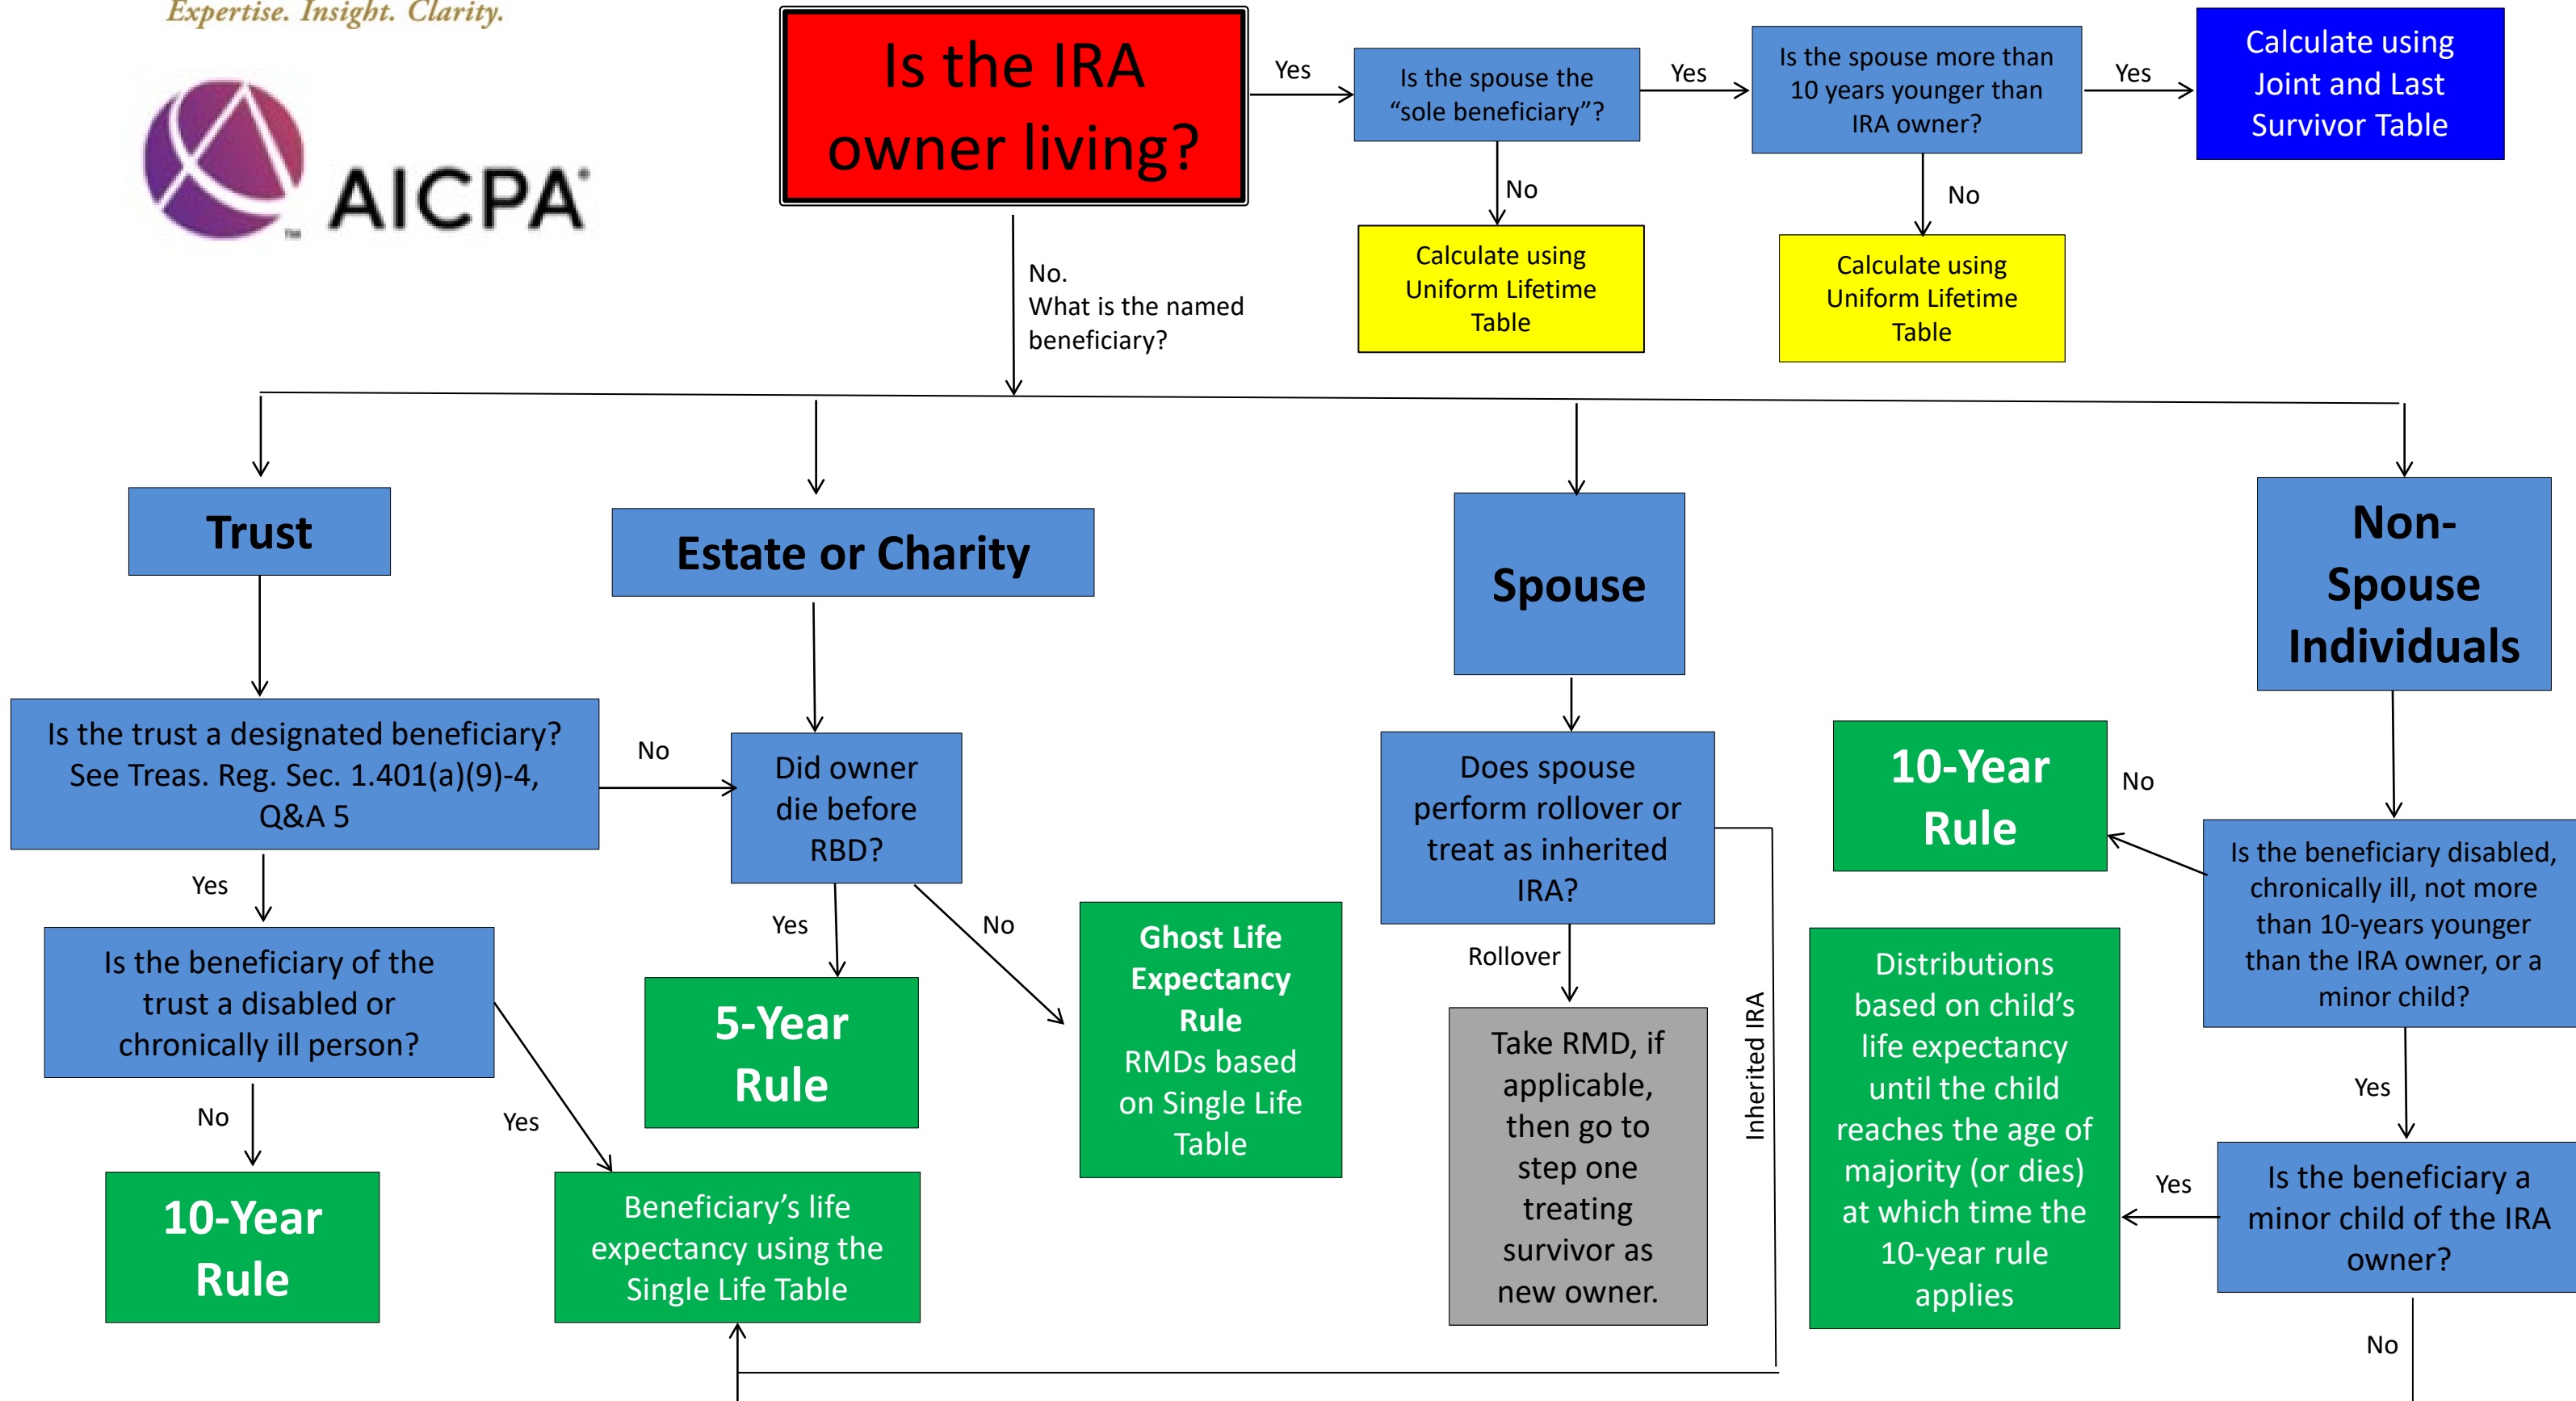 Expertise. Insight. Clarity.
AICPA
TM
Is the IRA
owner living?
Yes
Is the spouse the
“sole beneficiary”?
Yes
Is the spouse more than
10 years younger than
IRA owner?
Yes
Calculate using
Joint and Last
Survivor Table
No
Calculate using
Uniform Lifetime
Table
No
Calculate using
Uniform Lifetime
Table
No.
What is the named
beneficiary?
Trust
Estate or Charity
Spouse
Non-
Spouse
Individuals
Is the trust a designated beneficiary?
See Treas. Reg. Sec. 1.401(a)(9)-4,
Q&A 5
No
Did owner
die before
RBD?
Yes
Is the beneficiary of the
trust a disabled or
chronically ill person?
No
10-Year
Rule
Yes
Beneficiary’s life
expectancy using the
Single Life Table
Yes
5-Year
Rule
No
Ghost Life
Expectancy
Rule
RMDs based
on Single Life
Table
Does spouse
perform rollover or
treat as inherited
IRA?
Rollover
Take RMD, if
applicable,
then go to
step one
treating
survivor as
new owner.
Inherited IRA
10-Year
Rule
No
Is the beneficiary disabled,
chronically ill, not more
than 10-years younger
than the IRA owner, or a
minor child?
Yes
Is the beneficiary a
minor child of the IRA
owner?
Yes
Distributions
based on child’s
life expectancy
until the child
reaches the age of
majority (or dies)
at which time the
10-year rule
applies
No